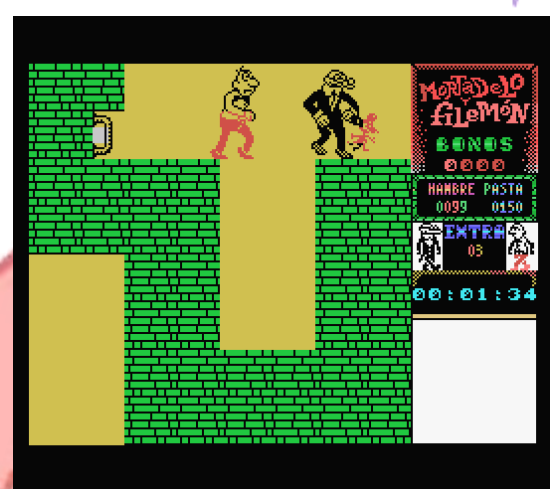 MORTADELO
Y
FILEMÓN
BONOS
0000
HAMBRE PASTA
0099 0150
EXTRA
03
00:01:34